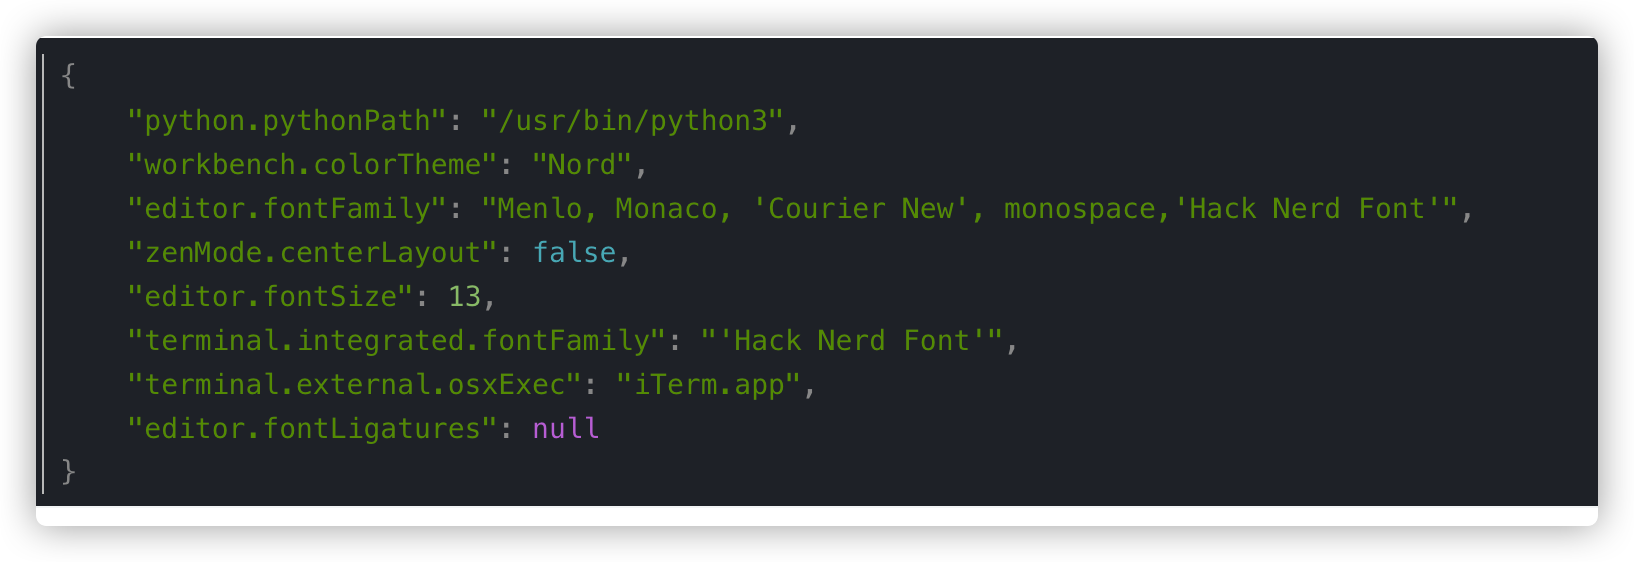 {
    "python.pythonPath": "/usr/bin/python3",
    "workbench.colorTheme": "Nord",
    "editor.fontFamily": "Menlo, Monaco, 'Courier New', monospace,'Hack Nerd Font'",
    "zenMode.centerLayout": false,
    "editor.fontSize": 13,
    "terminal.integrated.fontFamily": "'Hack Nerd Font'",
    "terminal.external.osxExec": "iTerm.app",
    "editor.fontLigatures": null
}